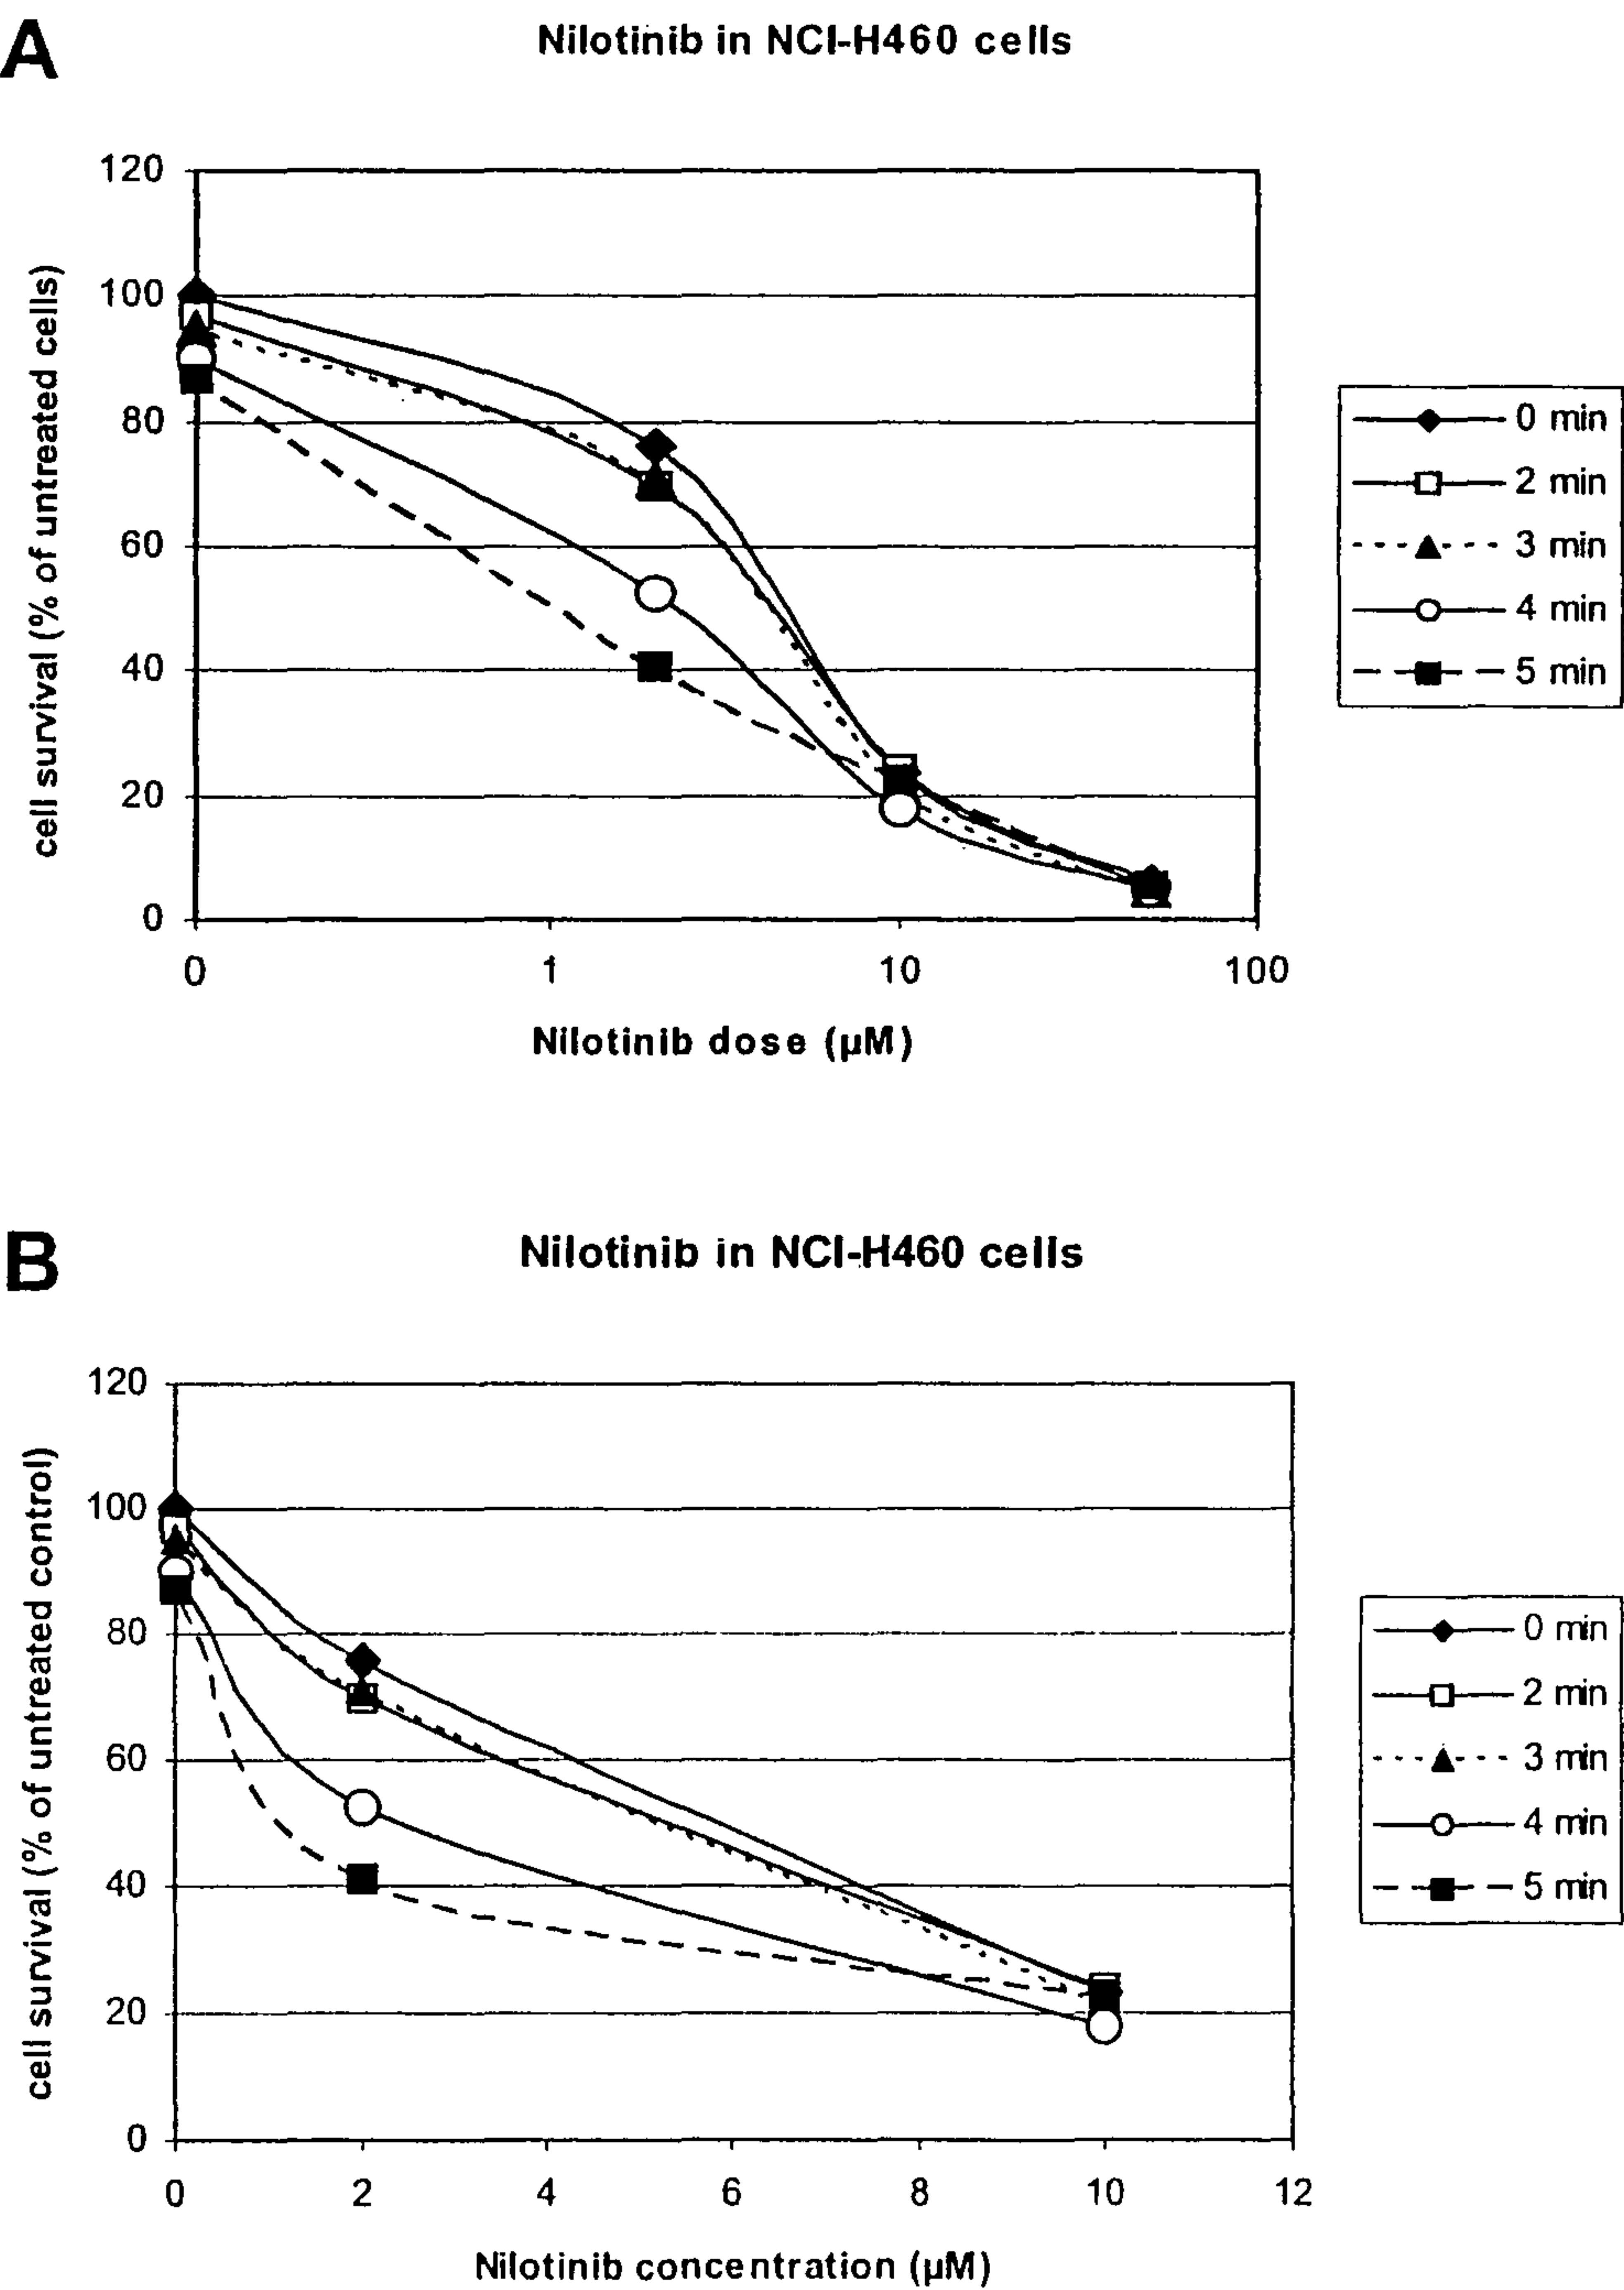 A
Nilotinib in NCI-H460 cells
120
100
80
60
40
20
0
cell survival (% of untreated cells)
0 1 10 100
Nilotinib dose (µM)
0 min
2 min
3 min
4 min
5 min
B
Nilotinib in NCI-H460 cells
120
100
80
60
40
20
0
cell survival (% of untreated control)
0 2 4 6 8 10 12
Nilotinib concentration (µM)
0 min
2 min
3 min
4 min
5 min